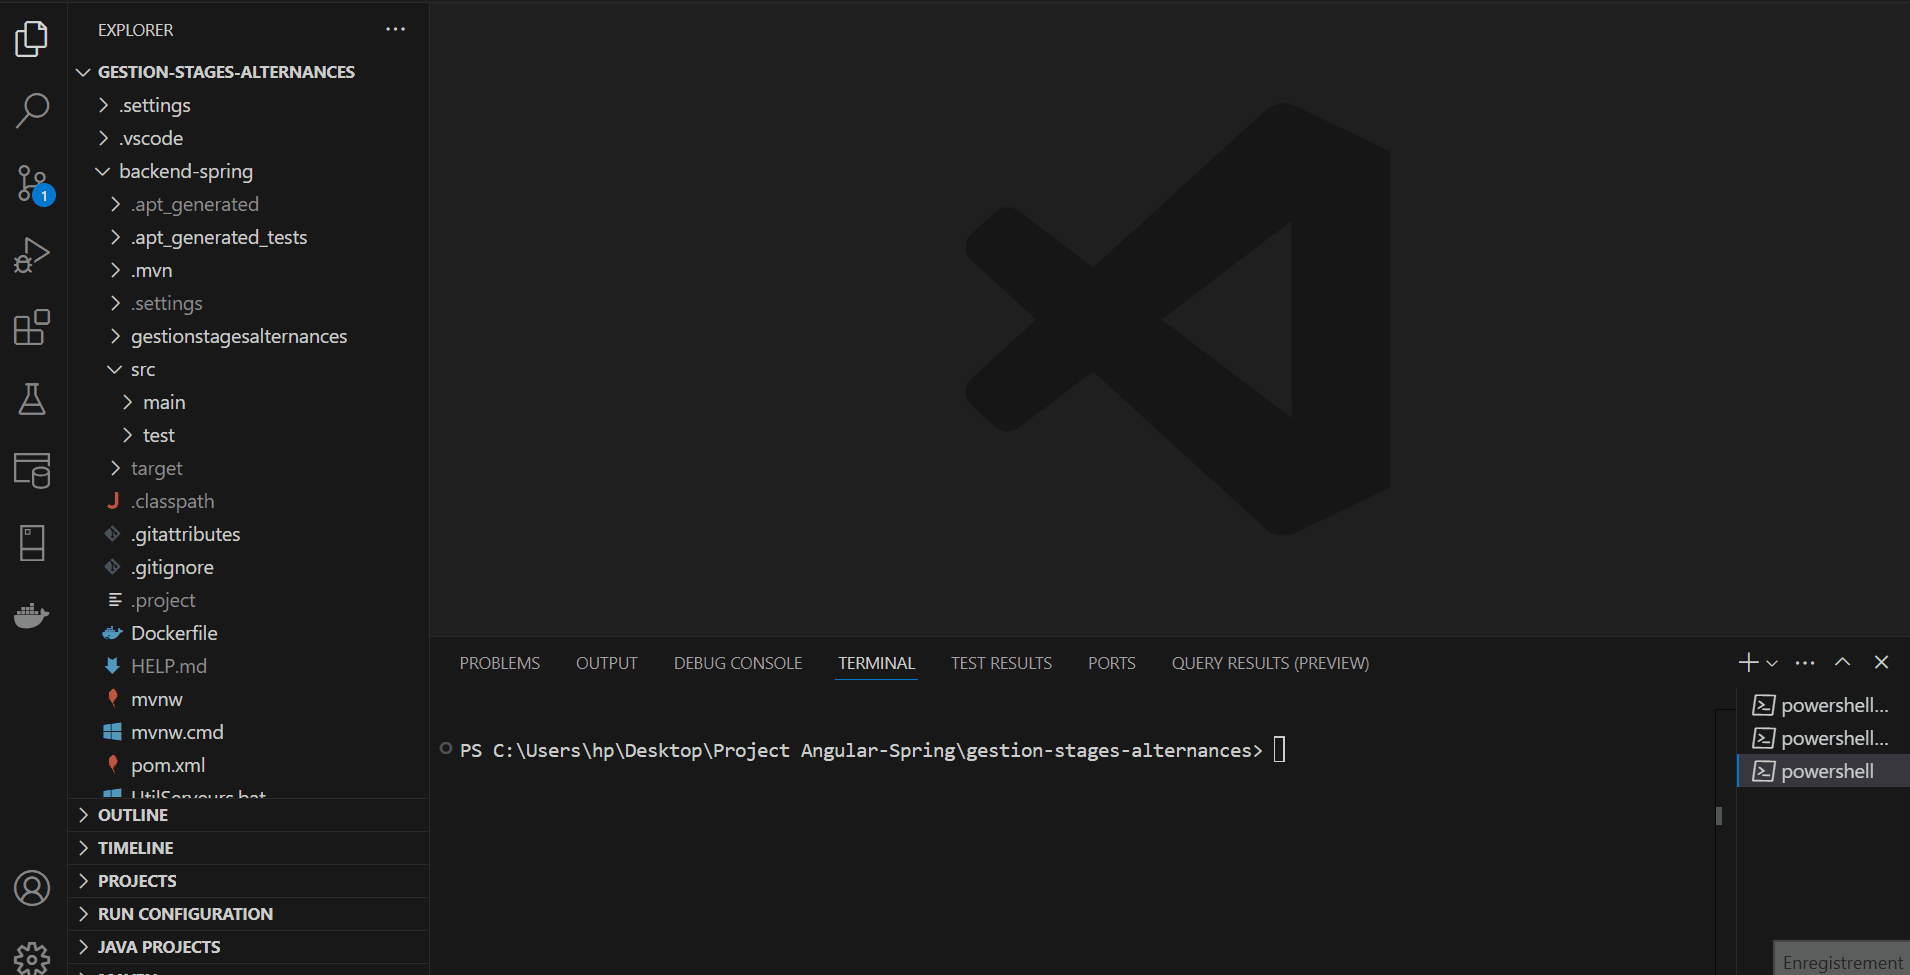 EXPLORER
GESTION-STAGES-ALTERNANCES
.settings
.vscode
backend-spring
.apt_generated
.apt_generated_tests
.mvn
.settings
gestionstagesalternances
src
main
test
target
.classpath
.gitattributes
.gitignore
.project
Dockerfile
HELP.md
mvnw
mvnw.cmd
pom.xml
OUTLINE
TIMELINE
PROJECTS
RUN CONFIGURATION
JAVA PROJECTS
1
PROBLEMS OUTPUT DEBUG CONSOLE TERMINAL TEST RESULTS PORTS QUERY RESULTS (PREVIEW)
PS C:\Users\hp\Desktop\Project Angular-Spring\gestion-stages-alternances>
powershell...
powershell...
powershell
Enregistrement